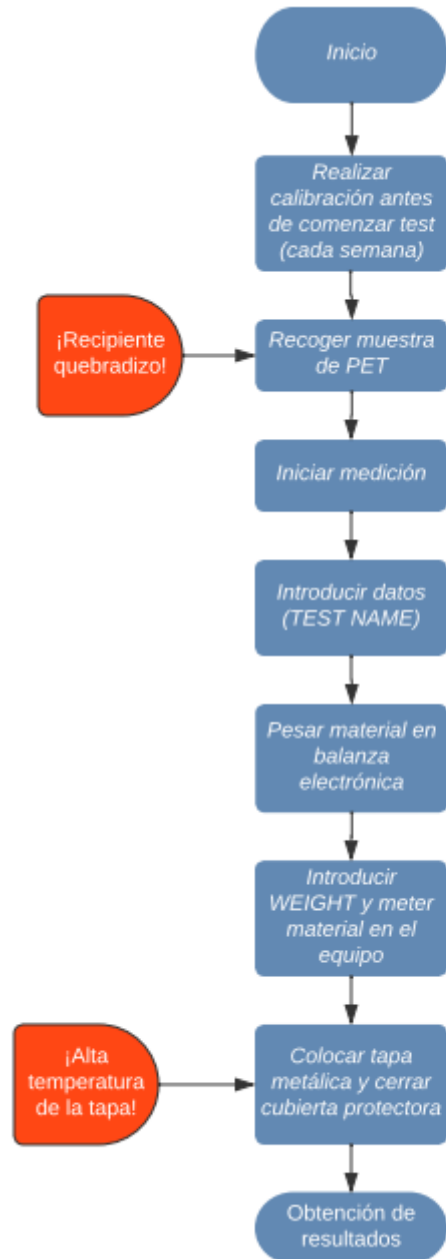 Inicio
Realizar
calibración antes
de comenzar test
(cada semana)
¡Recipiente
quebradizo!
Recoger muestra
de PET
Iniciar medición
Introducir datos
(TEST NAME)
Pesar material en
balanza
electrónica
Introducir
WEIGHT y meter
material en el
equipo
¡Alta
temperatura
de la tapa!
Colocar tapa
metálica y cerrar
cubierta protectora
Obtención de
resultados